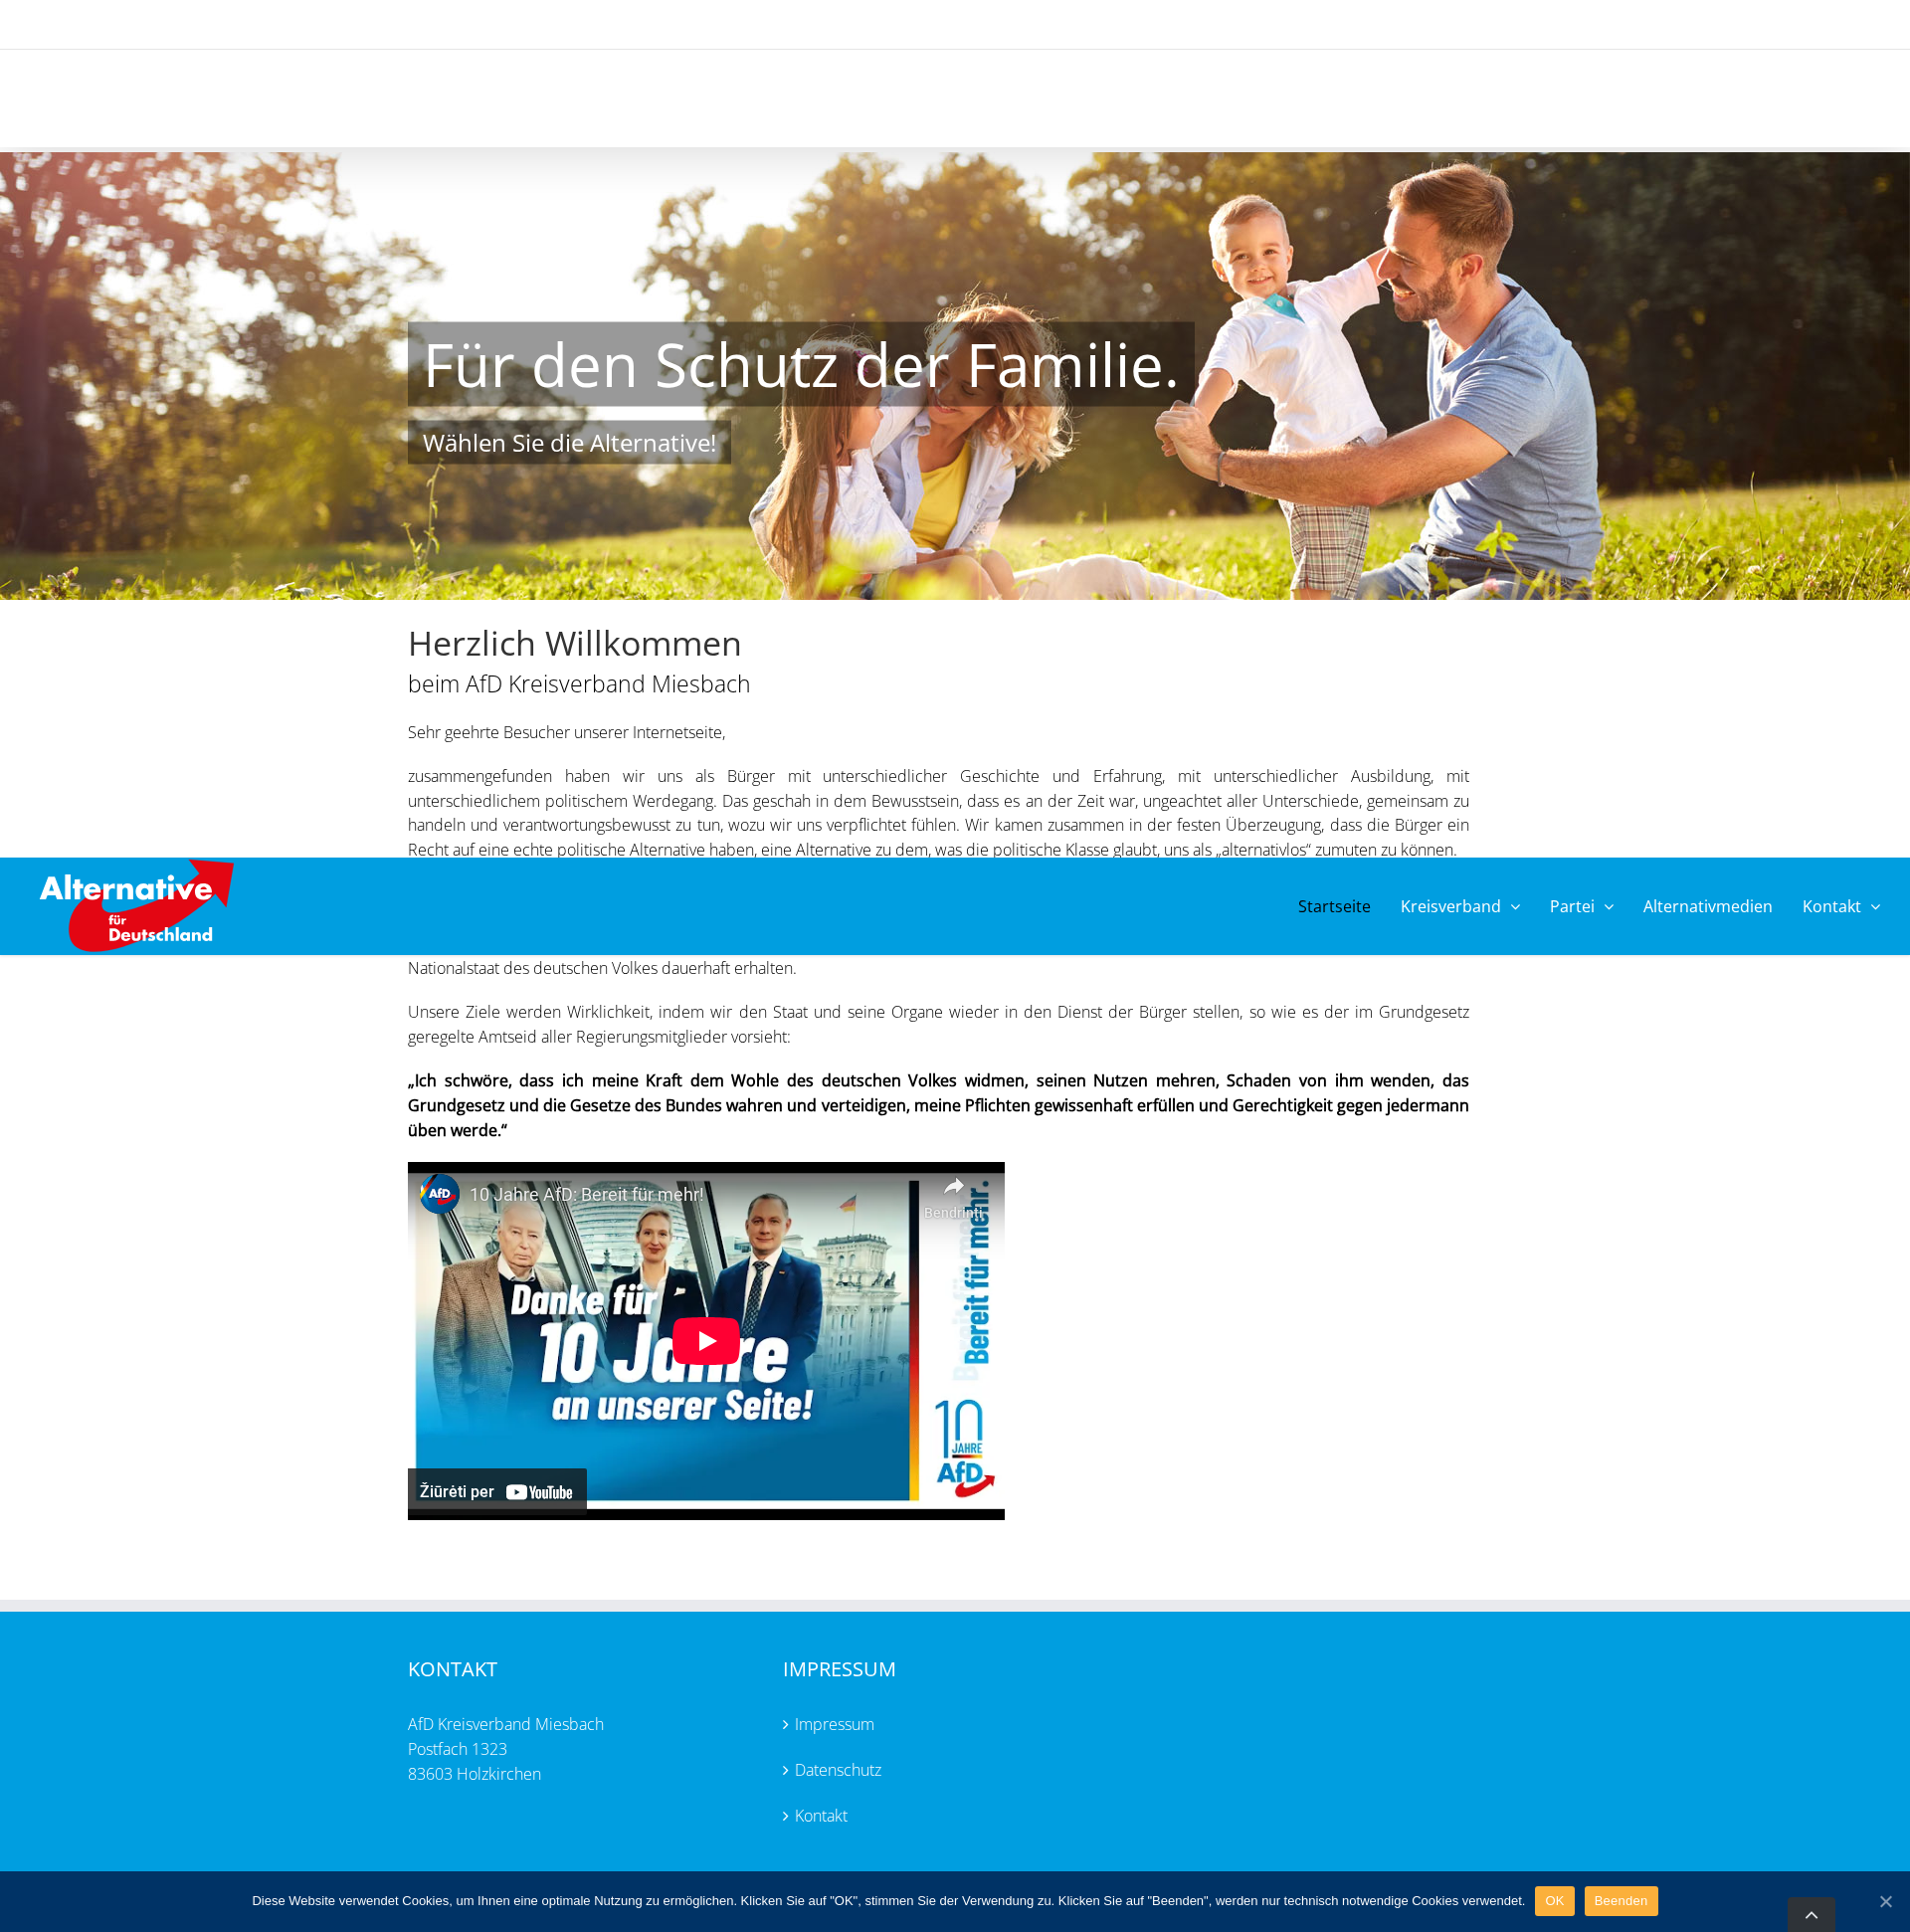 Für den Schutz der Familie.
Wählen Sie die Alternative!
Herzlich Willkommen
beim AfD Kreisverband Miesbach
Sehr geehrte Besucher unserer Internetseite,
zusammengefunden haben wir uns als Bürger mit unterschiedlicher Geschichte und Erfahrung, mit unterschiedlicher Ausbildung, mit
unterschiedlichem politischem Werdegang. Das geschah in dem Bewusstsein, dass es an der Zeit war, ungeachtet aller Unterschiede, gemeinsam zu
handeln und verantwortungsbewusst zu tun, wozu wir uns verpflichtet fühlen. Wir kamen zusammen in der festen Überzeugung, dass die Bürger ein
Recht auf eine echte politische Alternative haben, eine Alternative zu dem, was die politische Klasse glaubt, uns als „alternativlos“ zumuten zu können.
Alternative
für
Deutschland
Startseite Kreisverband Partei Alternativmedien Kontakt
Nationalstaat des deutschen Volkes dauerhaft erhalten.
Unsere Ziele werden Wirklichkeit, indem wir den Staat und seine Organe wieder in den Dienst der Bürger stellen, so wie es der im Grundgesetz
geregelte Amtseid aller Regierungsmitglieder vorsieht:
„Ich schwöre, dass ich meine Kraft dem Wohle des deutschen Volkes widmen, seinen Nutzen mehren, Schaden von ihm wenden, das
Grundgesetz und die Gesetze des Bundes wahren und verteidigen, meine Pflichten gewissenhaft erfüllen und Gerechtigkeit gegen jedermann
üben werde.“
AfD
10 Jahre AfD: Bereit für mehr!
Bendrinti
Bereit für mehr.
Danke für
10 Jahre
an unserer Seite!
10
JAHRE
AfD
Žiūrėti per YouTube
KONTAKT
AfD Kreisverband Miesbach
Postfach 1323
83603 Holzkirchen
IMPRESSUM
Impressum
Datenschutz
Kontakt
Diese Website verwendet Cookies, um Ihnen eine optimale Nutzung zu ermöglichen. Klicken Sie auf "OK", stimmen Sie der Verwendung zu. Klicken Sie auf "Beenden", werden nur technisch notwendige Cookies verwendet. OK Beenden